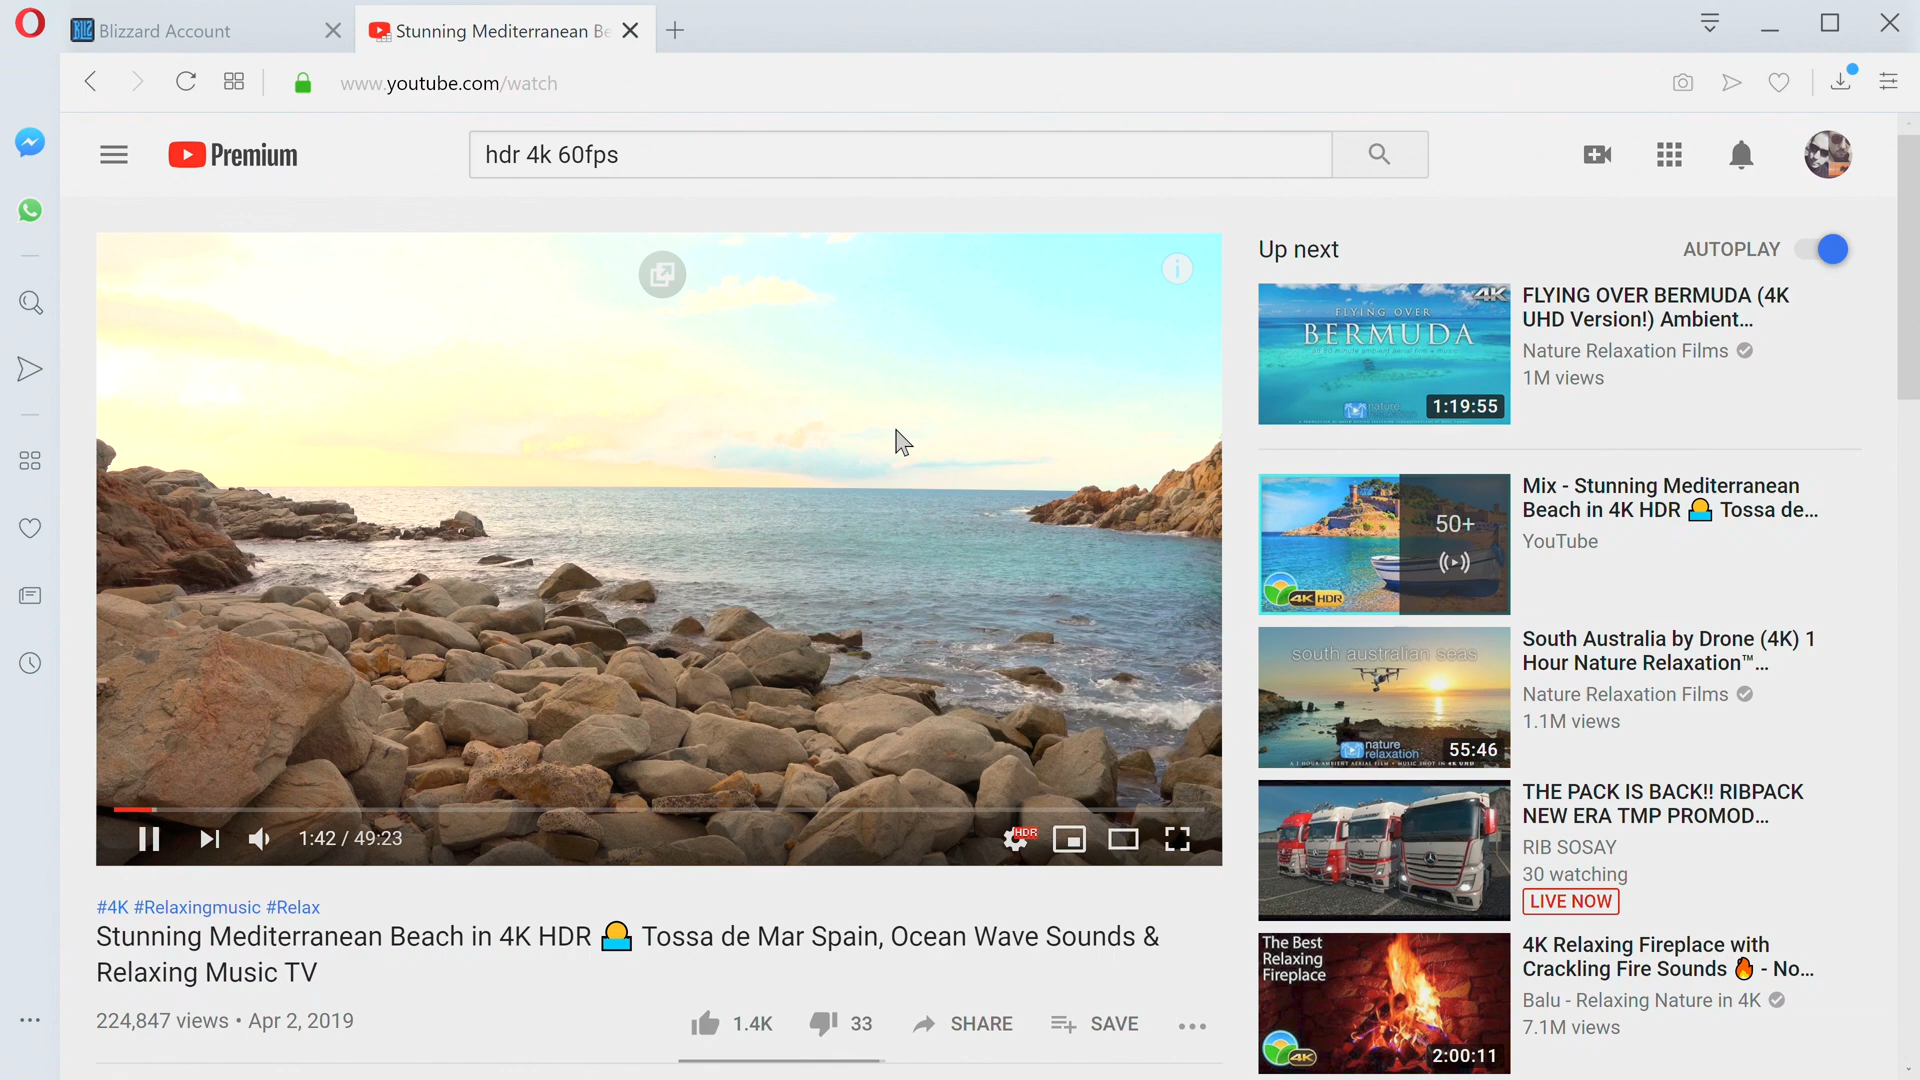 Blizzard Account
Stunning Mediterranean Be
www.youtube.com/watch
Premium
hdr 4k 60fps
Up next
AUTOPLAY
4K
FLYING OVER
BERMUDA
1:19:55
FLYING OVER BERMUDA (4K
UHD Version!) Ambient...
Nature Relaxation Films
1M views
50+
4K HDR
Mix - Stunning Mediterranean
Beach in 4K HDR 🌅 Tossa de...
YouTube
south australian seas
nature
relaxation
55:46
South Australia by Drone (4K) 1
Hour Nature Relaxation™...
Nature Relaxation Films
1.1M views
THE PACK IS BACK!! RIBPACK
NEW ERA TMP PROMOD...
RIB SOSAY
30 watching
LIVE NOW
The Best
Relaxing
Fireplace
4K
2:00:11
4K Relaxing Fireplace with
Crackling Fire Sounds 🔥 - No...
Balu - Relaxing Nature in 4K
7.1M views
1:42 / 49:23
HDR
#4K #Relaxingmusic #Relax
Stunning Mediterranean Beach in 4K HDR 🌅 Tossa de Mar Spain, Ocean Wave Sounds &
Relaxing Music TV
224,847 views • Apr 2, 2019
1.4K
33
SHARE
SAVE